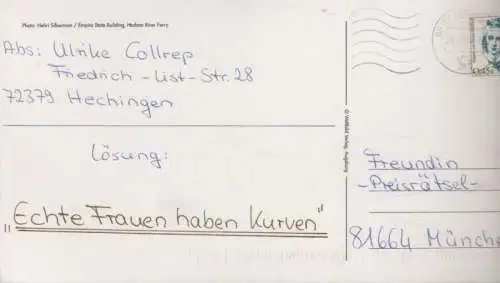 Photo: Henri Silberman / Empire State Building, Hudson River Ferry
Abs: Ulrike Collrep
Friedrich-List-Str. 28
72379 Hechingen
Lösung:
"Echte Frauen haben Kurven"
Freundin
-Preisrätsel-
81664 Münche